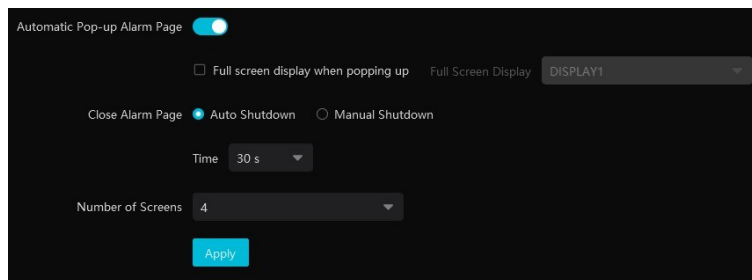 Automatic Pop-up Alarm Page
Full screen display when popping up Full Screen Display DISPLAY1
Close Alarm Page Auto Shutdown Manual Shutdown
Time 30 s
Number of Screens 4
Apply